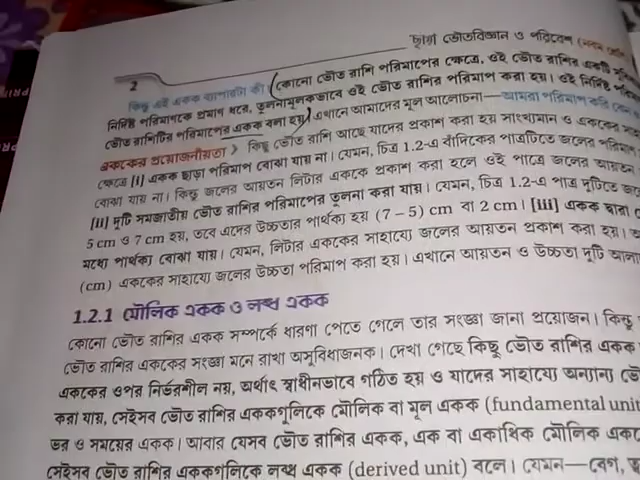 ছায়া ভৌতবিজ্ঞান ও পরিবেশ
2
কিন্তু এই একক ব্যাপারটা কী? কোনো ভৌত রাশি পরিমাপের ক্ষেত্রে, ওই ভৌত রাশির একটি
নির্দিষ্ট পরিমাণকে প্রমাণ ধরে, তুলনামূলকভাবে ওই ভৌত রাশির পরিমাপ করা হয়। ওই নির্দিষ্ট
ভৌত রাশিটির পরিমাপের একক বলা হয়। এখানে আমাদের মূল আলোচনা—আমরা পরিমাপ করি
এককের প্রয়োজনীয়তা 》 কিছু ভৌত রাশি আছে যাদের প্রকাশ করা হয় সাংখ্যমান ও এককের
ক্ষেত্রে [i] একক ছাড়া পরিমাপ বোঝা যায় না। যেমন, চিত্র 1.2-এ বাঁদিকের পাত্রটিতে জলের
বোঝা যায় না। কিন্তু জলের আয়তন লিটার এককে প্রকাশ করা হলে ওই পাত্রে জলের আয়তন
[ii] দুটি সমজাতীয় ভৌত রাশির পরিমাপের তুলনা করা যায়। যেমন, চিত্র 1.2-এ পাত্র দুটিতে
5 cm ও 7 cm হয়, তবে এদের উচ্চতার পার্থক্য হয় (7 – 5) cm বা 2 cm। [iii] একক দ্বারা
মধ্যে পার্থক্য বোঝা যায়। যেমন, লিটার এককের সাহায্যে জলের আয়তন প্রকাশ করা হয়।
(cm) এককের সাহায্যে জলের উচ্চতা পরিমাপ করা হয়। এখানে আয়তন ও উচ্চতা দুটি
1.2.1 মৌলিক একক ও লব্ধ একক
কোনো ভৌত রাশির একক সম্পর্কে ধারণা পেতে গেলে তার সংজ্ঞা জানা প্রয়োজন। কিন্তু
ভৌত রাশির এককের সংজ্ঞা মনে রাখা অসুবিধাজনক। দেখা গেছে কিছু ভৌত রাশির একক
এককের ওপর নির্ভরশীল নয়, অর্থাৎ স্বাধীনভাবে গঠিত হয় ও যাদের সাহায্যে অন্যান্য
করা যায়, সেইসব ভৌত রাশির এককগুলিকে মৌলিক বা মূল একক (fundamental unit
ভর ও সময়ের একক। আবার যেসব ভৌত রাশির একক, এক বা একাধিক মৌলিক
সেইসব ভৌত রাশির এককগুলিকে লব্ধ একক (derived unit) বলে। যেমন—বেগ,